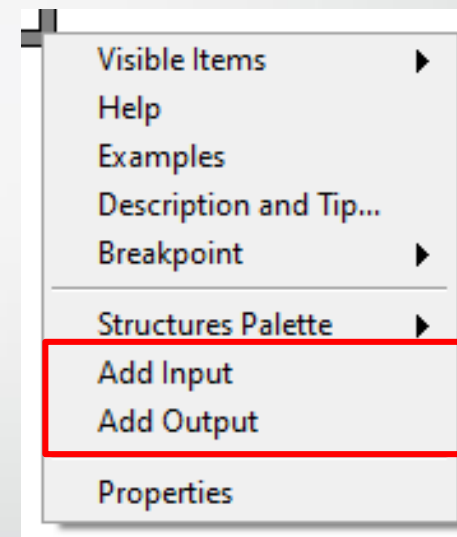 Visible Items
Help
Examples
Description and Tip...
Breakpoint
Structures Palette
Add Input
Add Output
Properties